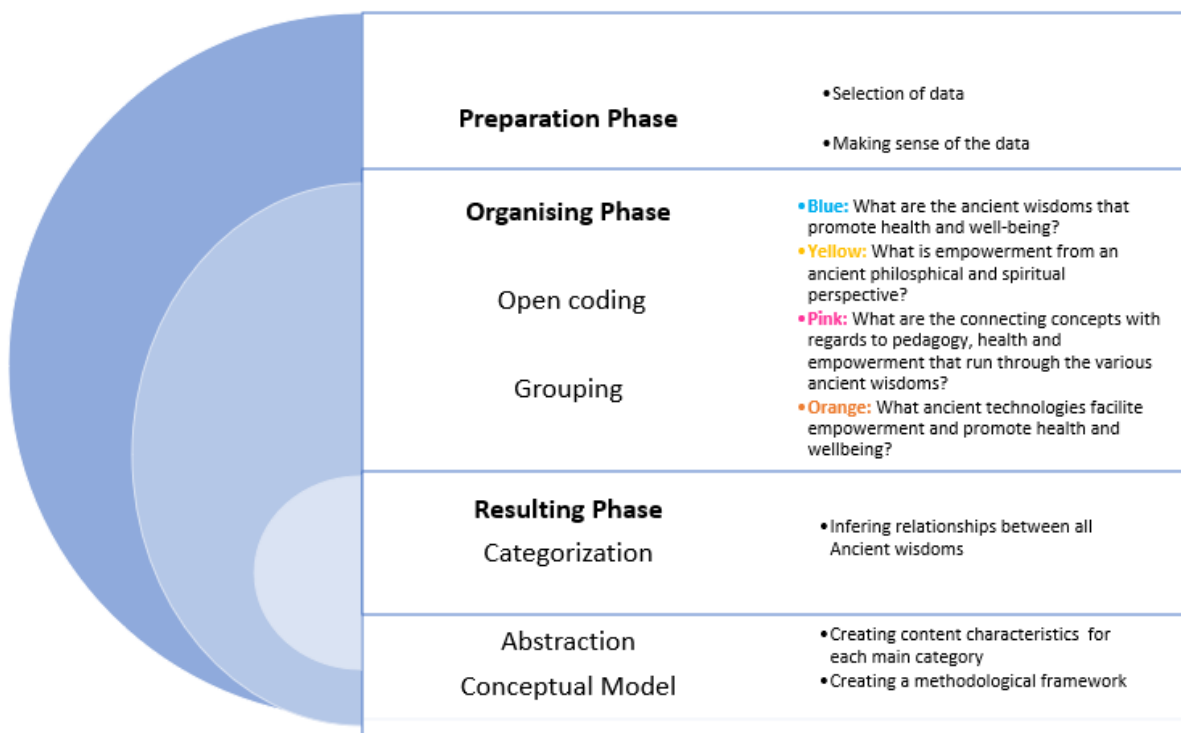 Preparation Phase
•Selection of data
•Making sense of the data
Organising Phase
Open coding
Grouping
•Blue: What are the ancient wisdoms that
promote health and well-being?
•Yellow: What is empowerment from an
ancient philosphical and spiritual
perspective?
•Pink: What are the connecting concepts with
regards to pedagogy, health and
empowerment that run through the various
ancient wisdoms?
•Orange: What ancient technologies facilite
empowerment and promote health and
wellbeing?
Resulting Phase
Categorization
•Infering relationships between all
Ancient wisdoms
Abstraction
Conceptual Model
•Creating content characteristics for
each main category
•Creating a methodological framework